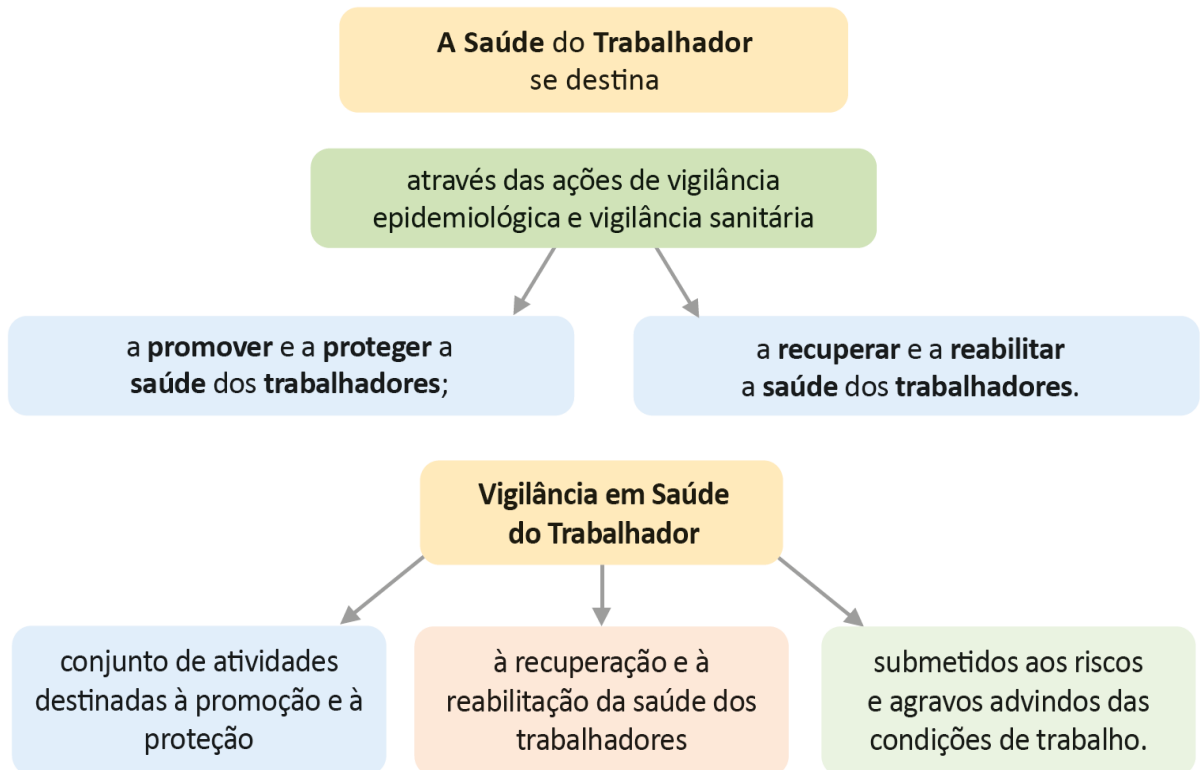 A Saúde do Trabalhador
se destina
através das ações de vigilância
epidemiológica e vigilância sanitária
a promover e a proteger a
saúde dos trabalhadores;
a recuperar e a reabilitar
a saúde dos trabalhadores.
Vigilância em Saúde
do Trabalhador
conjunto de atividades
destinadas à promoção e à
proteção
à recuperação e à
reabilitação da saúde dos
trabalhadores
submetidos aos riscos
e agravos advindos das
condições de trabalho.